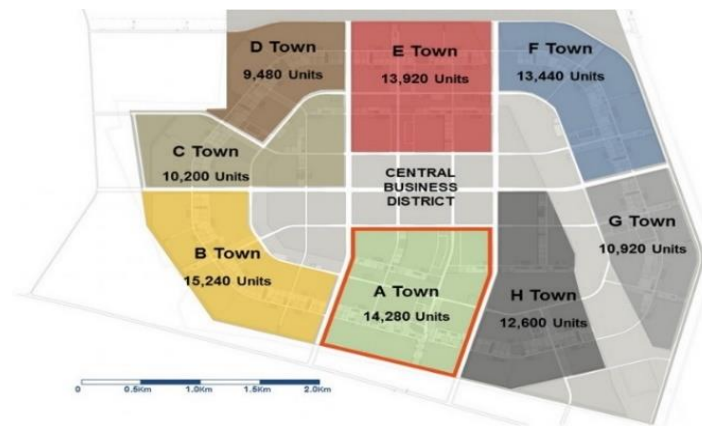 D Town
9,480 Units
E Town
13,920 Units
F Town
13,440 Units
C Town
10,200 Units
CENTRAL
BUSINESS
DISTRICT
B Town
15,240 Units
A Town
14,280 Units
H Town
12,600 Units
G Town
10,920 Units
0 0.5Km 1.0Km 1.5Km 2.0Km